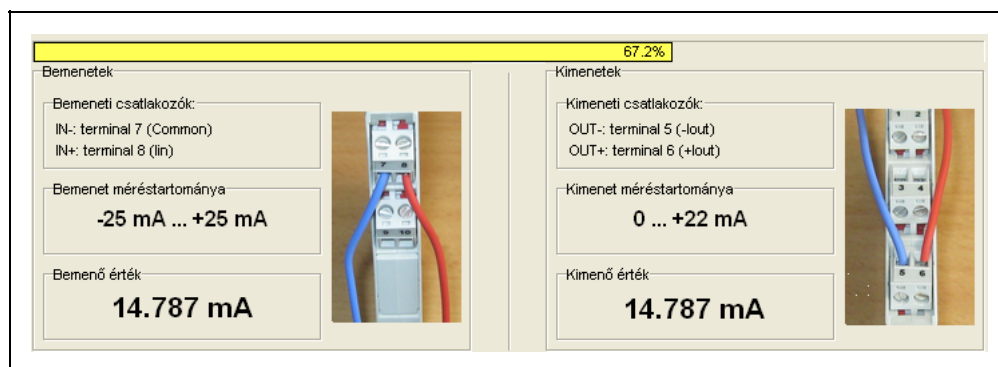 67.2%
Bemenetek
Bemeneti csatlakozók:
IN-: terminal 7 (Common)
IN+: terminal 8 (Iin)
7 8
9 10
Bemenet méréstartománya
-25 mA ... +25 mA
Bemenő érték
14.787 mA
Kimenetek
Kimeneti csatlakozók:
OUT-: terminal 5 (-Iout)
OUT+: terminal 6 (+Iout)
1 2
3 4
5 6
Kimenet méréstartománya
0 ... +22 mA
Kimenő érték
14.787 mA